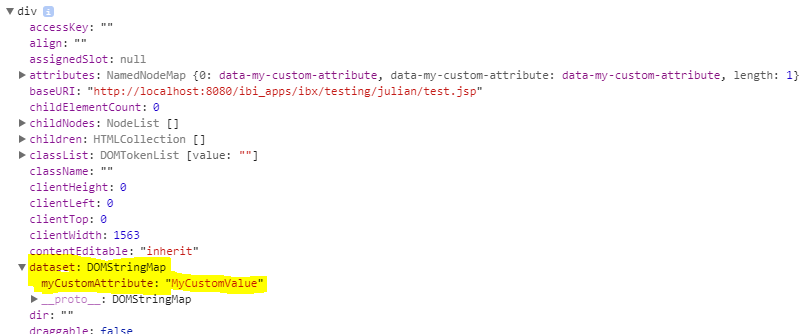 div i
accessKey: ""
align: ""
assignedSlot: null
attributes: NamedNodeMap {0: data-my-custom-attribute, data-my-custom-attribute: data-my-custom-attribute, length: 1}
baseURI: "http://localhost:8080/ibi_apps/ibx/testing/julian/test.jsp"
childElementCount: 0
childNodes: NodeList []
children: HTMLCollection []
classList: DOMTokenList [value: ""]
className: ""
clientHeight: 0
clientLeft: 0
clientTop: 0
clientWidth: 1563
contentEditable: "inherit"
dataset: DOMStringMap
myCustomAttribute: "MyCustomValue"
__proto__: DOMStringMap
dir: ""
draggable: false